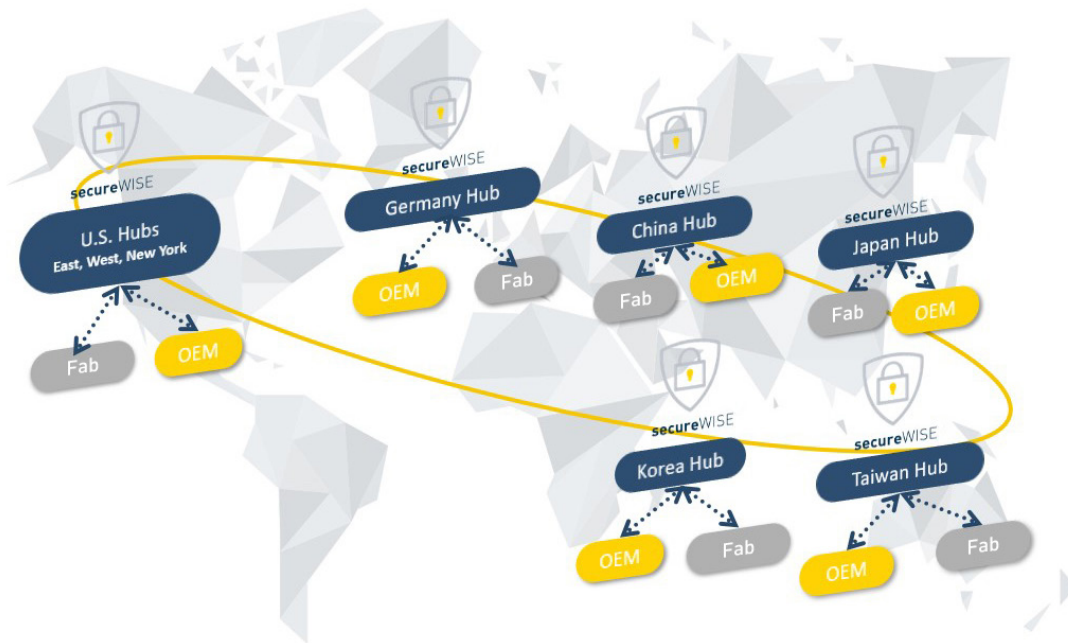 secureWISE
U.S. Hubs
East, West, New York
Fab
OEM
secureWISE
Germany Hub
OEM
Fab
secureWISE
China Hub
Fab
OEM
secureWISE
Japan Hub
Fab
OEM
secureWISE
Korea Hub
OEM
Fab
secureWISE
Taiwan Hub
OEM
Fab